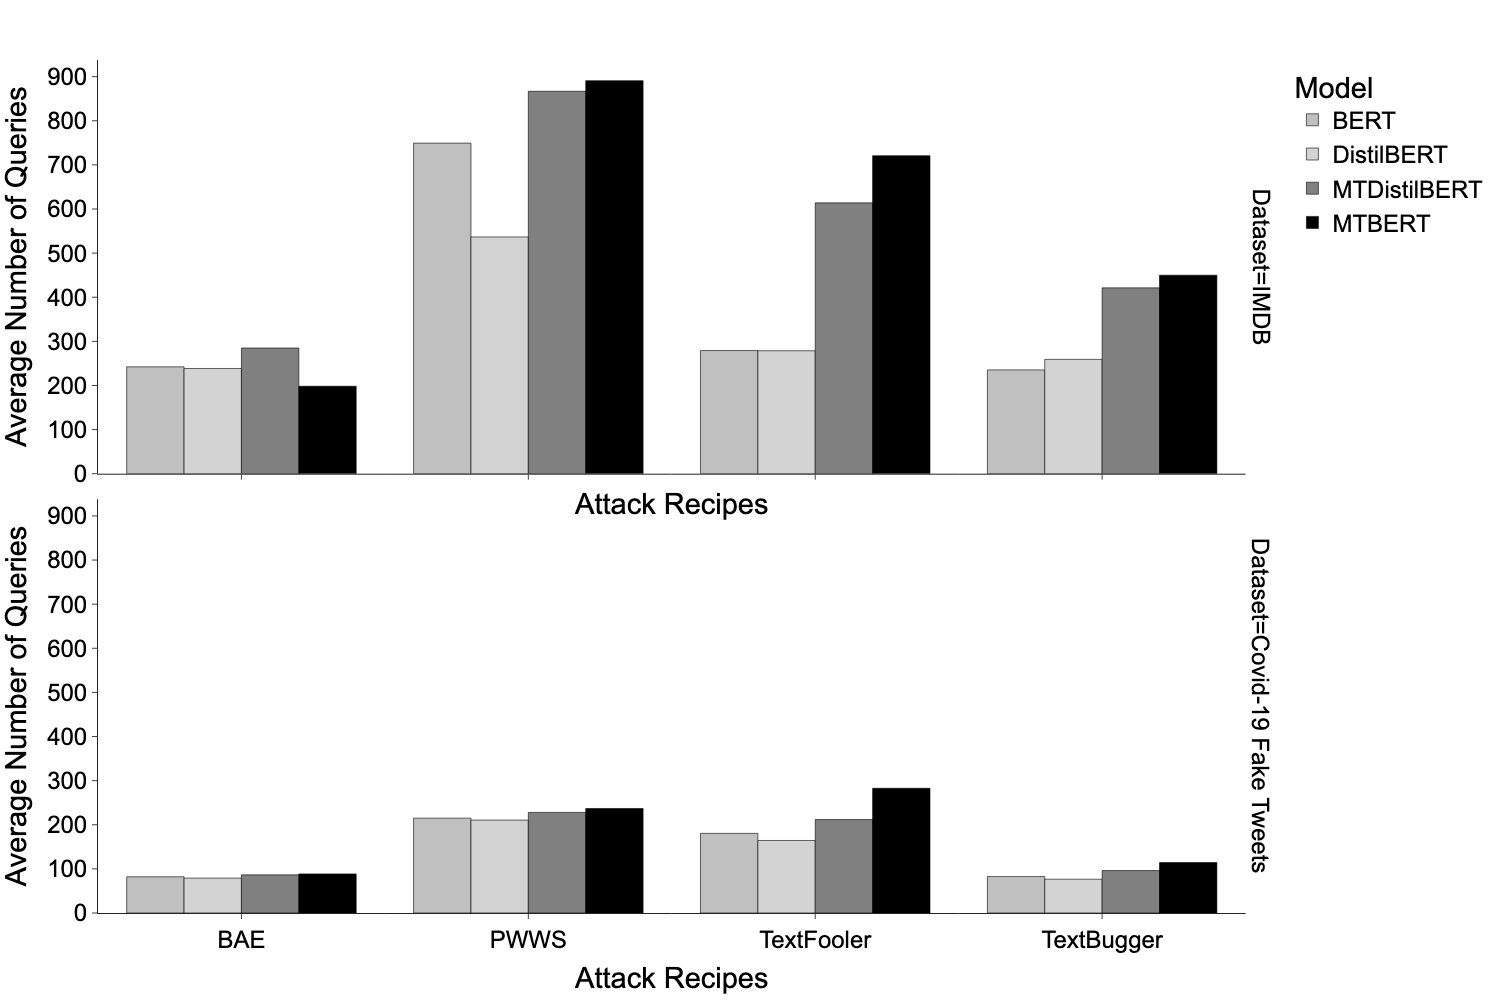 Average Number of Queries
900
800
700
600
500
400
300
200
100
0
Attack Recipes
Dataset=IMDB
Model
BERT
DistilBERT
MTDistilBERT
MTBERT
Average Number of Queries
900
800
700
600
500
400
300
200
100
0
BAE PWWS TextFooler TextBugger
Attack Recipes
Dataset=Covid-19 Fake Tweets